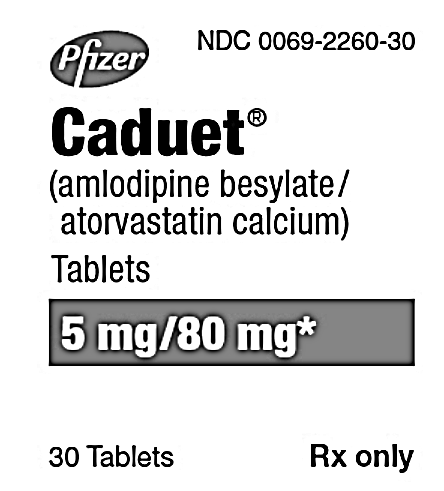 Pfizer
NDC 0069-2260-30
Caduet®
(amlodipine besylate/
atorvastatin calcium)
Tablets
5 mg/80 mg*
30 Tablets
Rx only